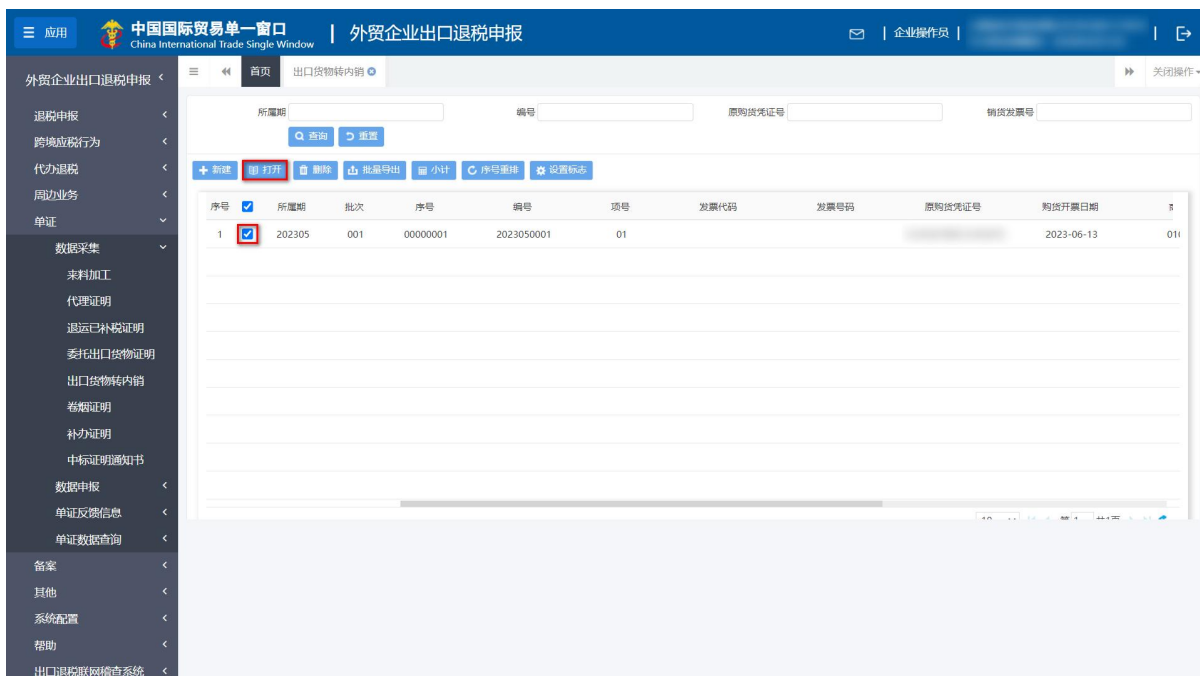 应用
中国国际贸易单一窗口
China International Trade Single Window
外贸企业出口退税申报
企业操作员
外贸企业出口退税申报
首页
出口货物转内销
关闭操作
退税申报
跨境应税行为
代办退税
周边业务
单证
数据采集
来料加工
代理证明
退运已补税证明
委托出口货物证明
出口货物转内销
卷烟证明
补办证明
中标证明通知书
数据申报
单证反馈信息
单证数据查询
备案
其他
系统配置
帮助
出口退税联网稽查系统
所属期 编号 原购货凭证号 销货发票号
查询 重置
新建 打开 删除 批量导出 小计 序号重排 设置标志
序号 所属期 批次 序号 编号 项号 发票代码 发票号码 原购货凭证号 购货开票日期
1 202305 001 00000001 2023050001 01 2023-06-13